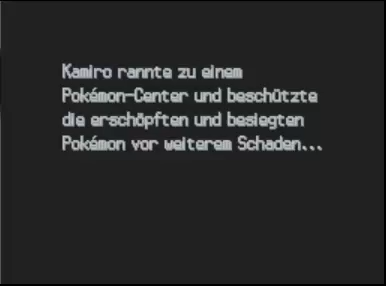 Kamiro rannte zu einem
Pokémon-Center und beschützte
die erschöpften und besiegten
Pokémon vor weiterem Schaden...